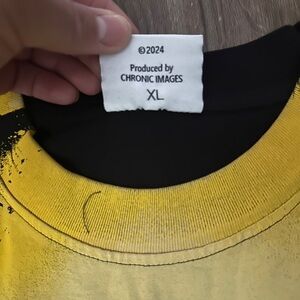 ©2024
Produced by
CHRONIC IMAGES
XL